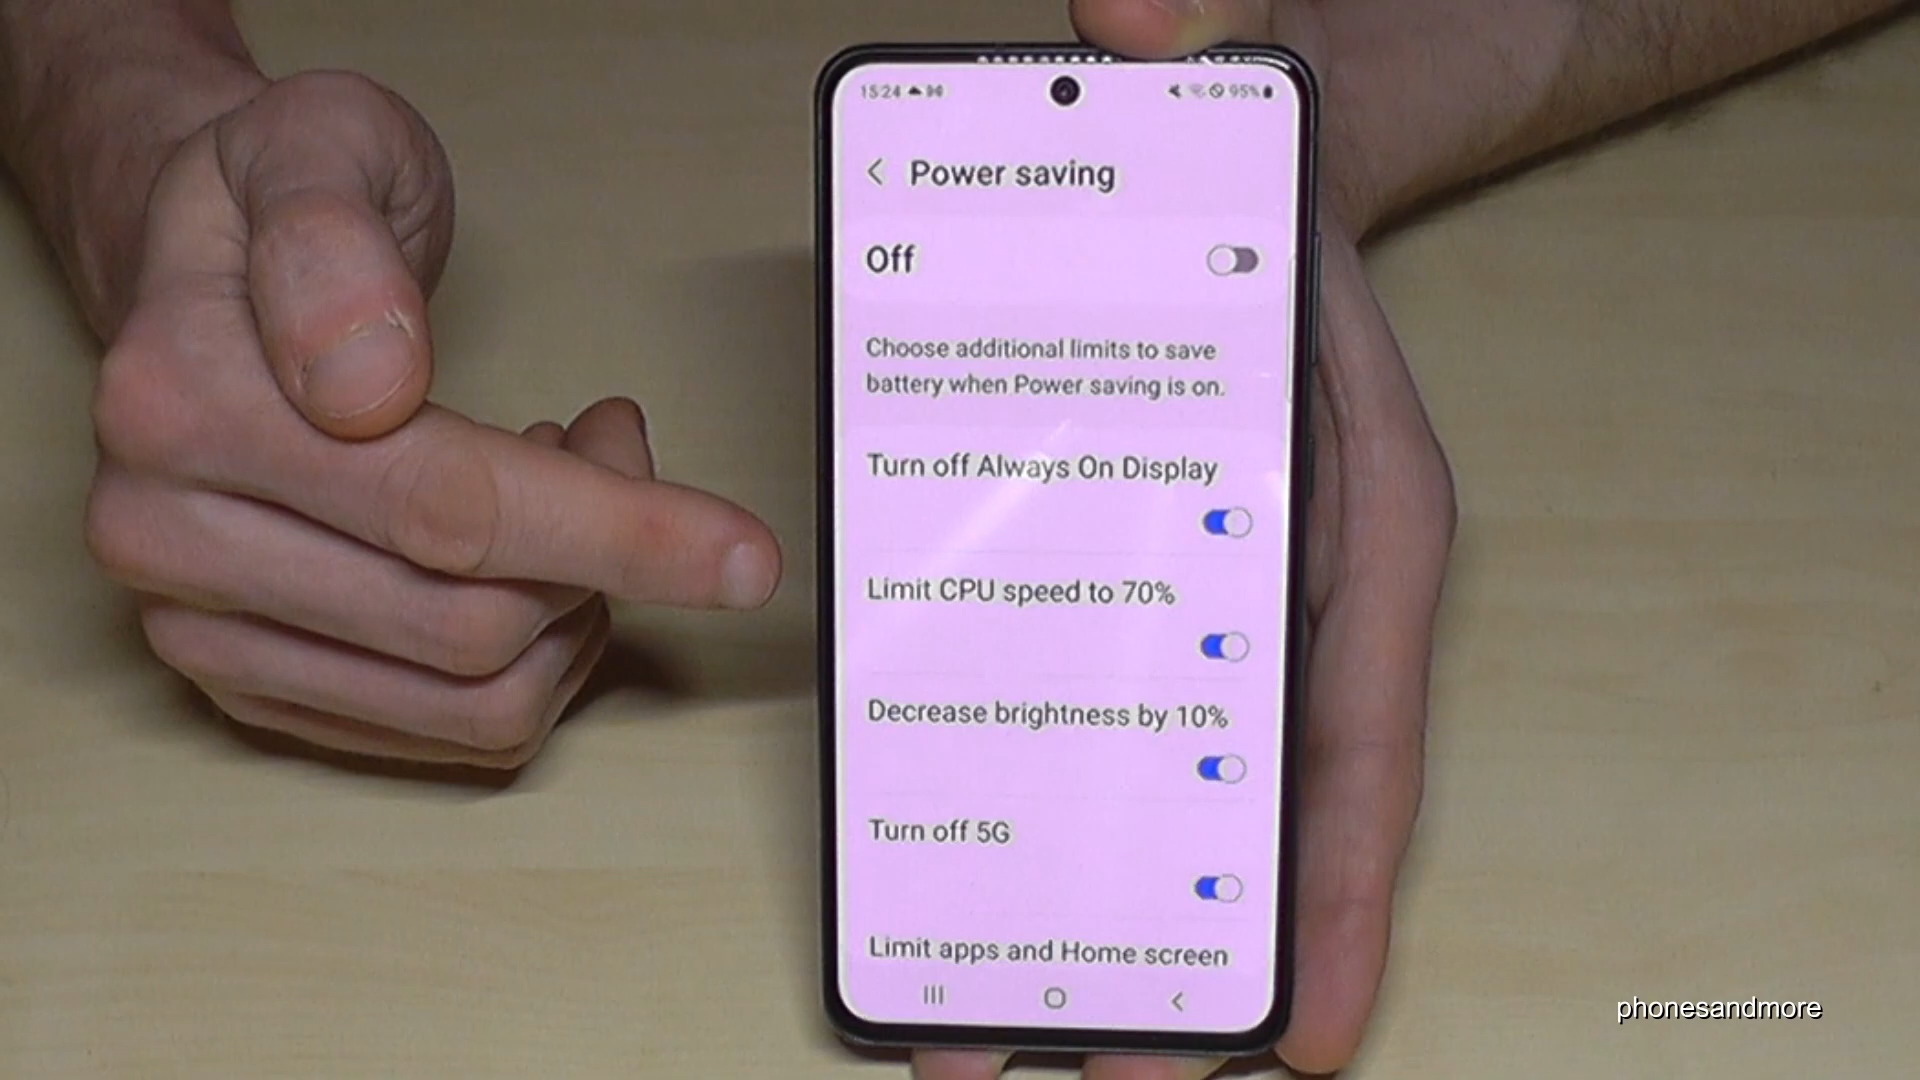 15:24
95%
Power saving
Off
Choose additional limits to save
battery when Power saving is on.
Turn off Always On Display
Limit CPU speed to 70%
Decrease brightness by 10%
Turn off 5G
Limit apps and Home screen
phonesandmore